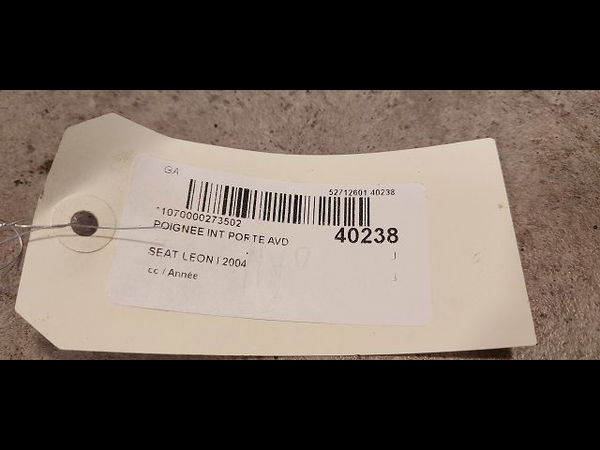 GA
52712601 40238
*1070000273502
POIGNEE INT PORTE AVD
40238
SEAT LEON I 2004
cc / Année